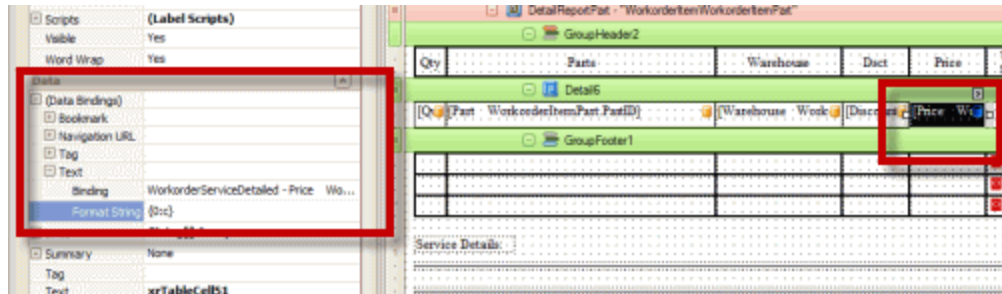 Scripts (Label Scripts)
Visible Yes
Word Wrap Yes
Data
(Data Bindings)
Bookmark
Navigation URL
Tag
Text
Binding WorkorderServiceDetailed - Price Wo...
Format String {0:c}
Summary None
Tag
Text xrTableCell51
DetailReportPart - "WorkorderItemWorkorderItemPart"
GroupHeader2
Qty Parts Warehouse Dsct Price
Detail6
[Qu [Part WorkorderItemPart.PartID] [Warehouse Work [Discount [Price Wo
GroupFooter1
Service Details: